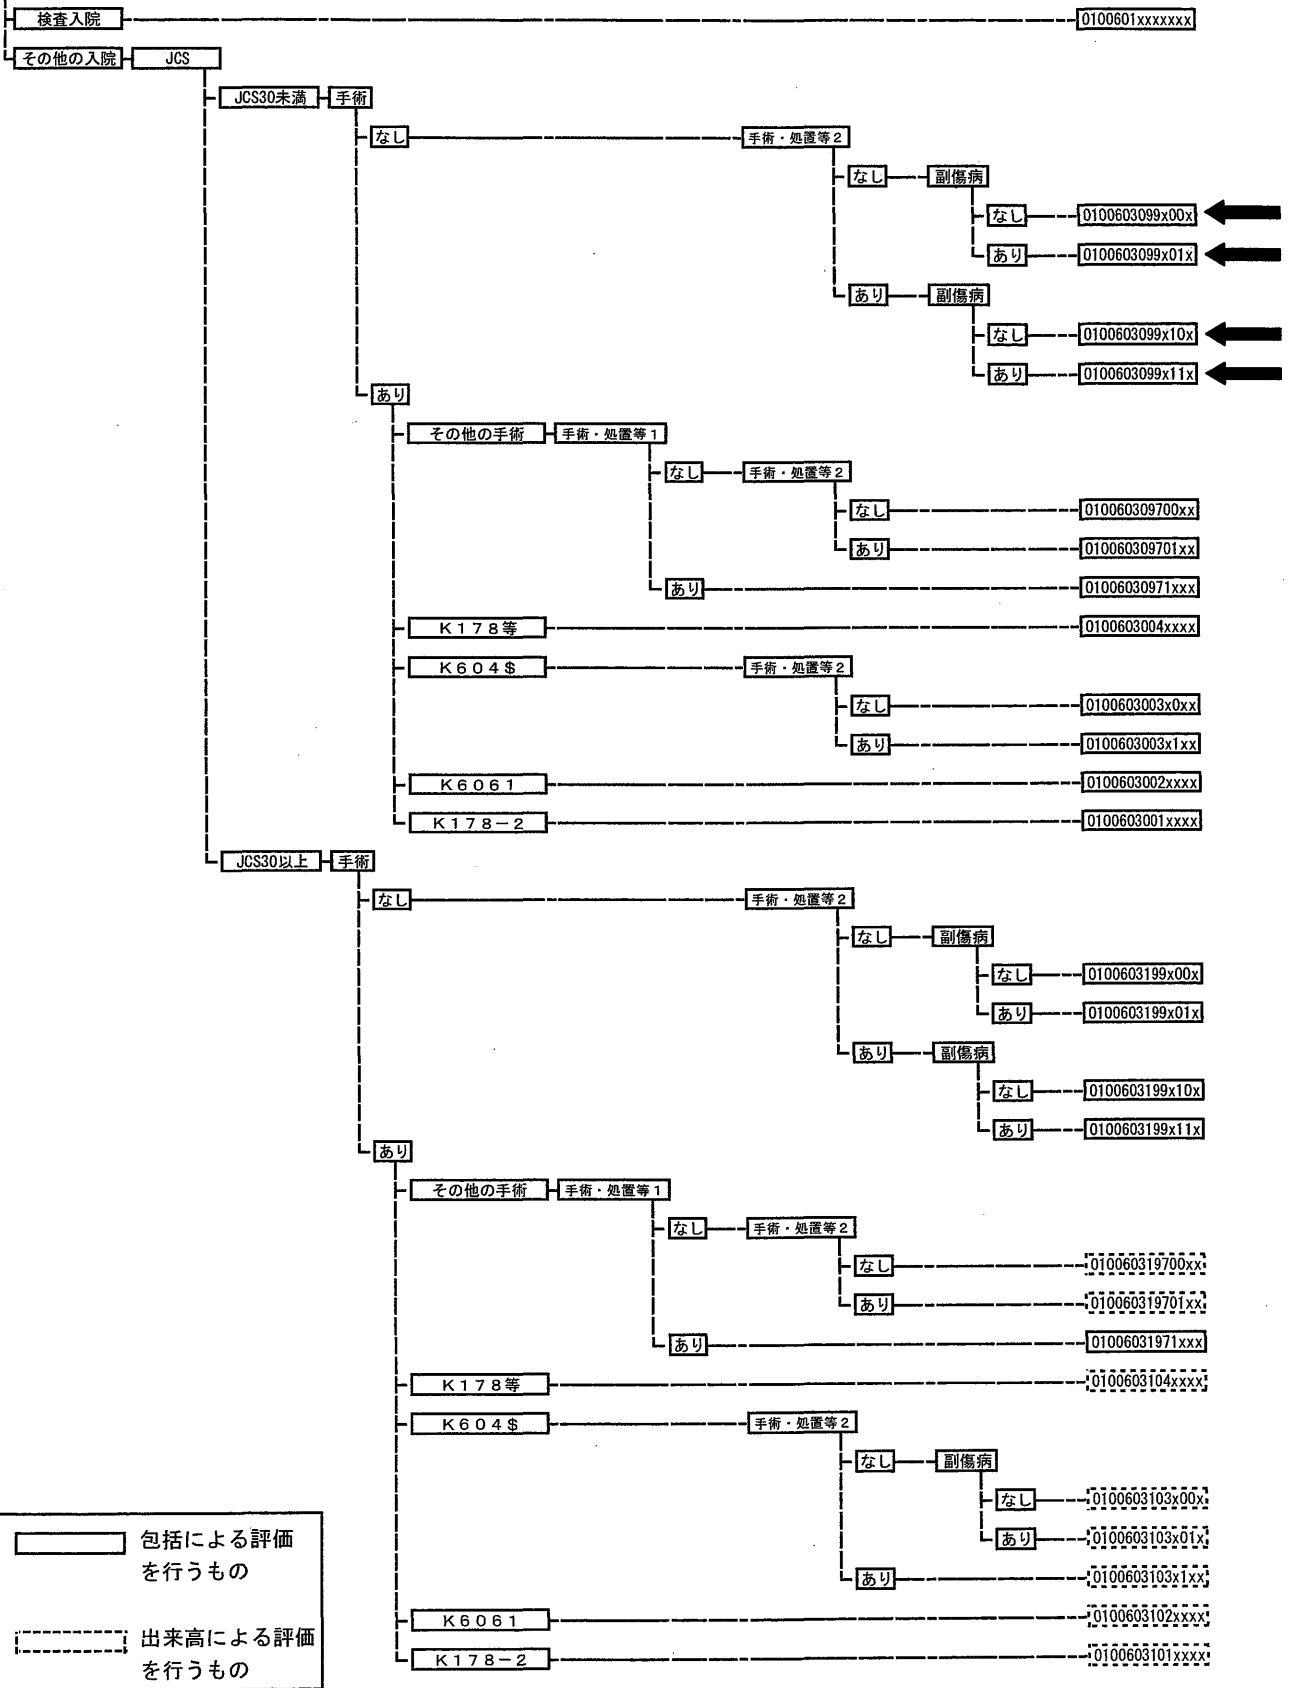 検査入院 0100601xxxxxxx
その他の入院 JCS
JCS30未満 手術
なし 手術・処置等2
なし 副傷病
なし 0100603099x00x
あり 0100603099x01x
あり 副傷病
なし 0100603099x10x
あり 0100603099x11x
あり
その他の手術 手術・処置等1
なし 手術・処置等2
なし 010060309700xx
あり 010060309701xx
あり 01006030971xxx
K178等 0100603004xxxx
K604$ 手術・処置等2
なし 0100603003x0xx
あり 0100603003x1xx
K6061 0100603002xxxx
K178-2 0100603001xxxx
JCS30以上 手術
なし 手術・処置等2
なし 副傷病
なし 0100603199x00x
あり 0100603199x01x
あり 副傷病
なし 0100603199x10x
あり 0100603199x11x
あり
その他の手術 手術・処置等1
なし 手術・処置等2
なし 010060319700xx
あり 010060319701xx
あり 01006031971xxx
K178等 0100603104xxxx
K604$ 手術・処置等2
なし 副傷病
なし 0100603103x00x
あり 0100603103x01x
あり 0100603103x1xx
K6061 0100603102xxxx
K178-2 0100603101xxxx
包括による評価
を行うもの
出来高による評価
を行うもの